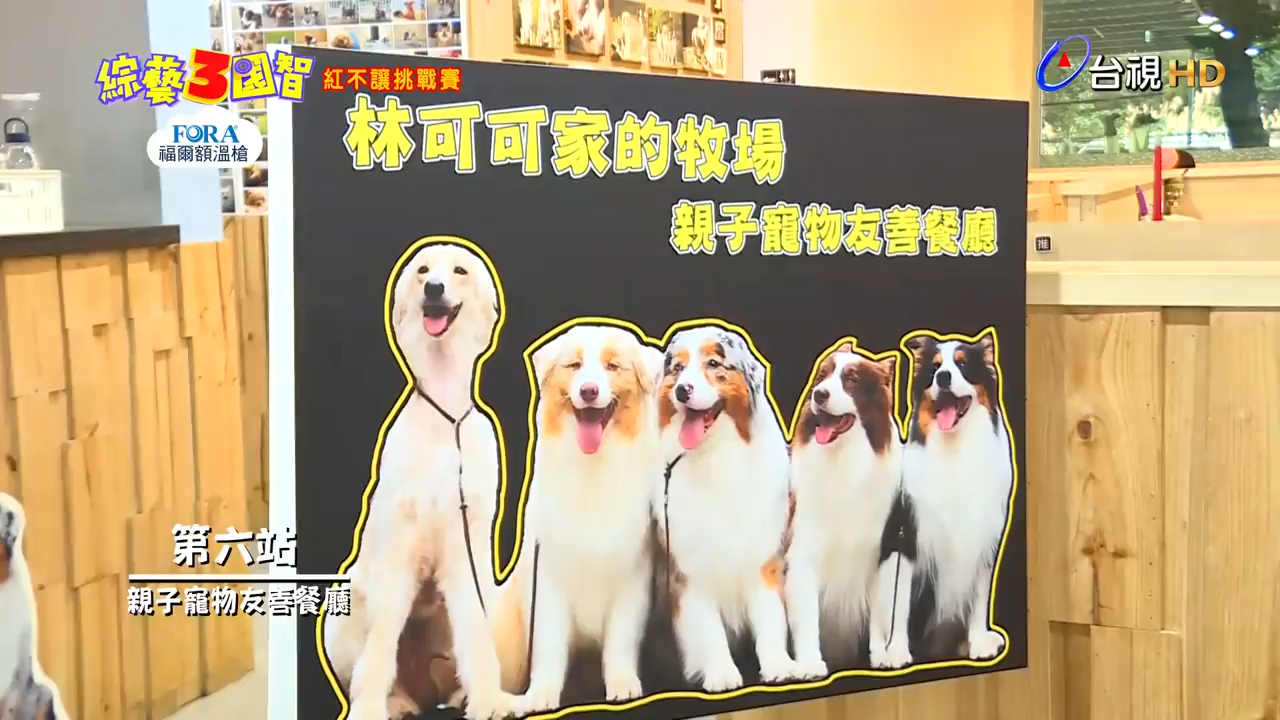 綜藝3國智 紅不讓挑戰賽
FORA
福爾額溫槍
台視HD
林可可家的牧場
親子寵物友善餐廳
推
第六站
親子寵物友善餐廳